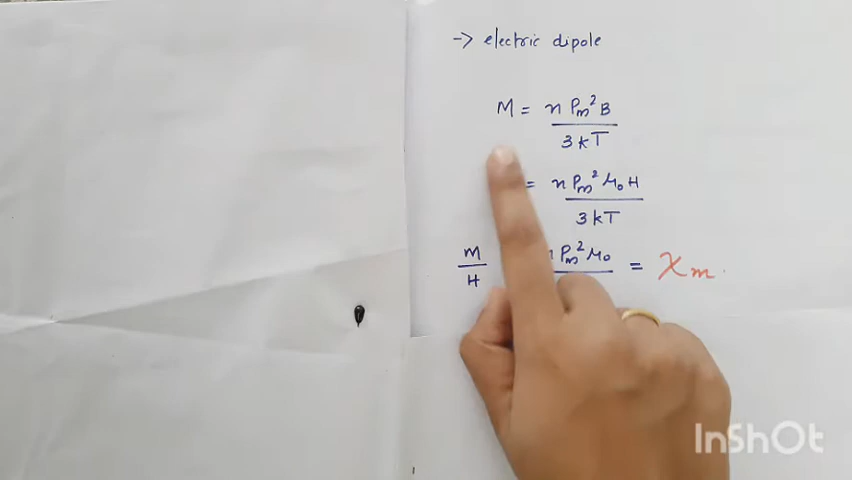 -> electric dipole
M = n Pm² B / 3kT
= n Pm² μ₀ H / 3kT
M / H Pm² μ₀ = χm
InShOt